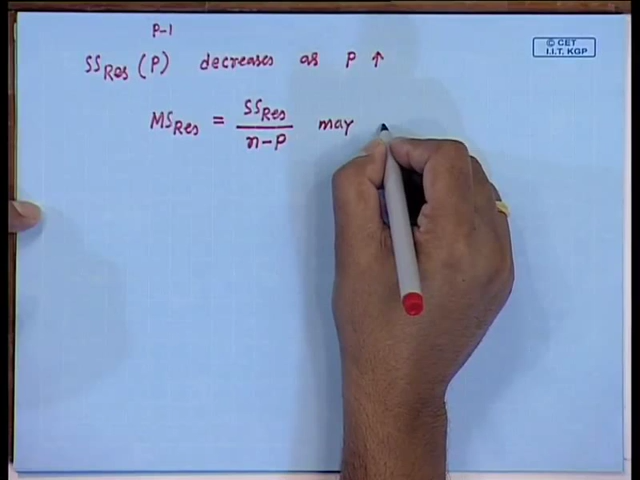 P-1
SS_Res (P) decreases as P ↑
© CET
I.I.T. KGP
MS_Res = SS_Res / n-P may